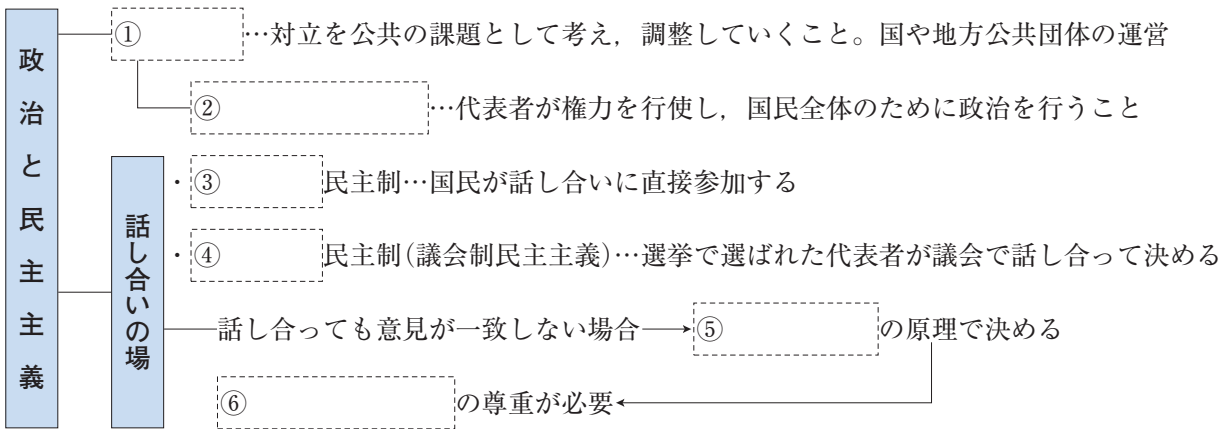 政治と民主主義
① …対立を公共の課題として考え，調整していくこと。国や地方公共団体の運営
② …代表者が権力を行使し，国民全体のために政治を行うこと
話し合いの場
・③ 民主制…国民が話し合いに直接参加する
・④ 民主制(議会制民主主義)…選挙で選ばれた代表者が議会で話し合って決める
話し合っても意見が一致しない場合→⑤ の原理で決める
⑥ の尊重が必要